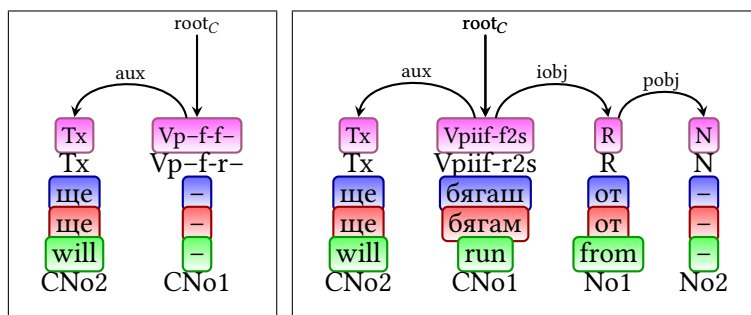 root_C
aux
Tx Vp–f-f–
Tx Vp–f-r–
ще –
ще –
will –
CNo2 CNo1
root_C
aux iobj pobj
Tx Vpiif-f2s R N
Tx Vpiif-r2s R N
ще бягаш от –
ще бягам от –
will run from –
CNo2 CNo1 No1 No2